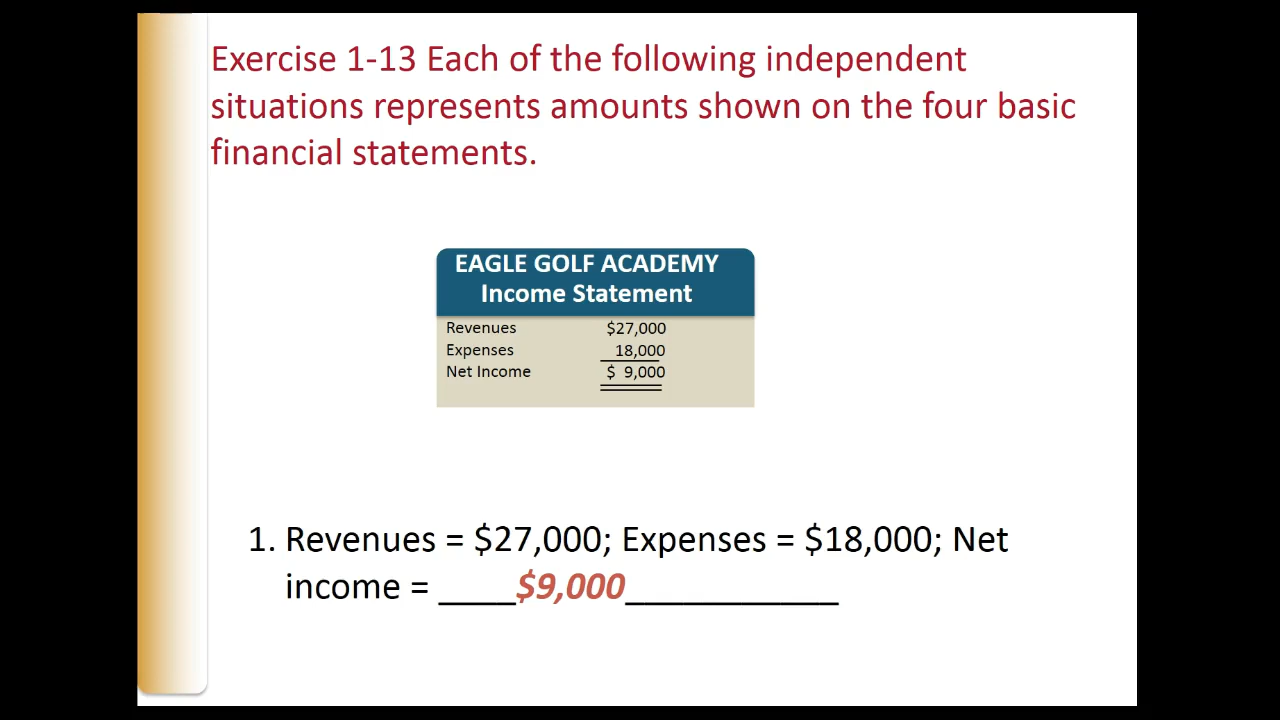 Exercise 1-13 Each of the following independent
situations represents amounts shown on the four basic
financial statements.
EAGLE GOLF ACADEMY
Income Statement
Revenues $27,000
Expenses 18,000
Net Income $ 9,000
1. Revenues = $27,000; Expenses = $18,000; Net
income = ____$9,000___________